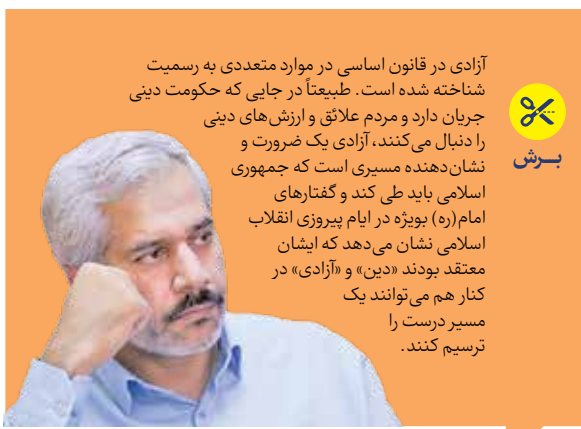 آزادی در قانون اساسی در موارد متعددی به رسمیت
شناخته شده است. طبیعتاً در جایی که حکومت دینی
جریان دارد و مردم علائق و ارزش‌های دینی
را دنبال می‌کنند، آزادی یک ضرورت و
نشان‌دهنده مسیری است که جمهوری
اسلامی باید طی کند و گفتارهای
امام(ره) بویژه در ایام پیروزی انقلاب
اسلامی نشان می‌دهد که ایشان
معتقد بودند «دین» و «آزادی» در
کنار هم می‌توانند یک
مسیر درست را
ترسیم کنند.
بـرش